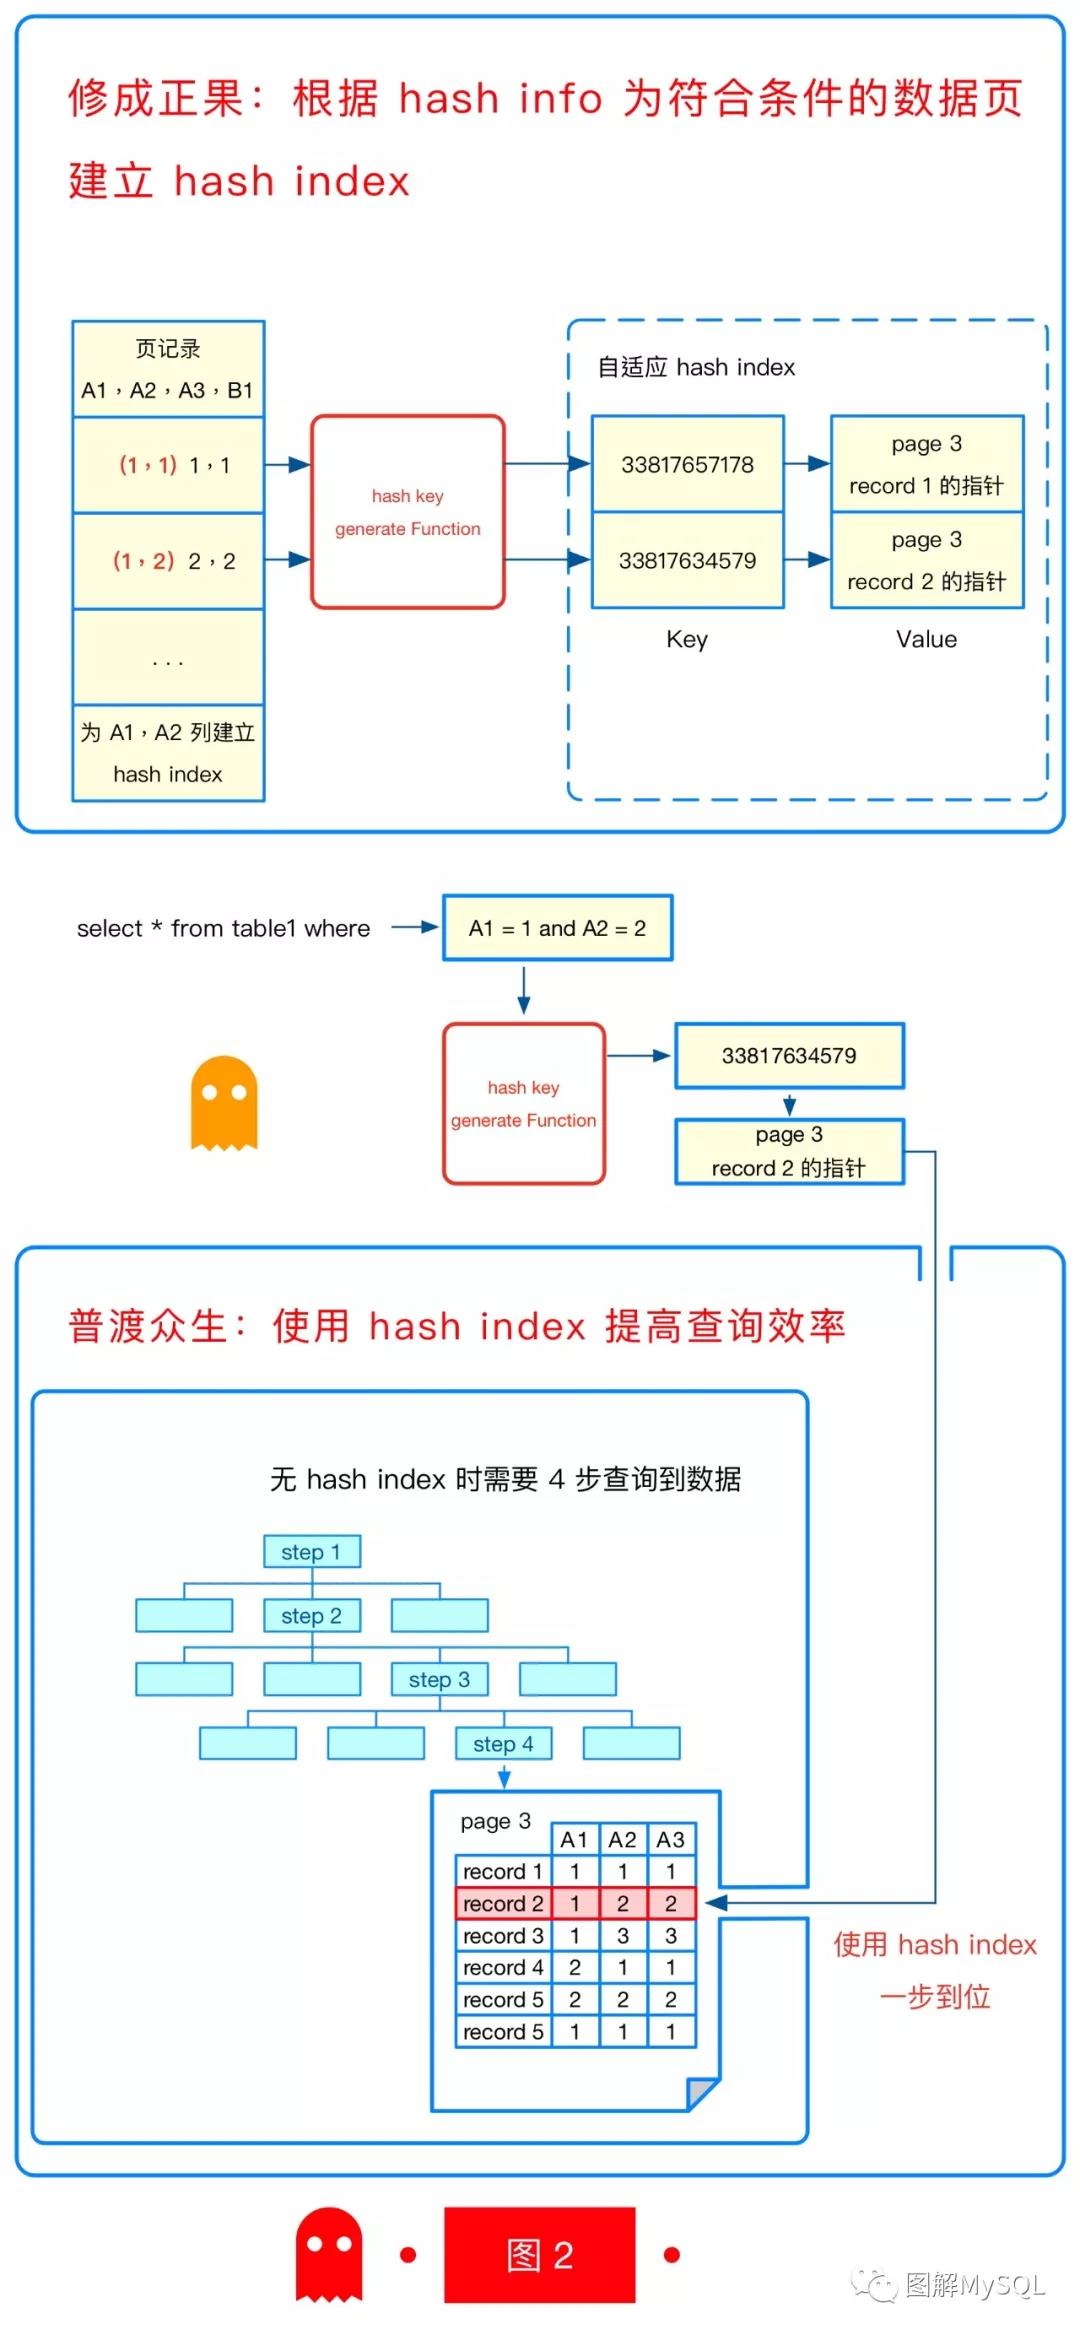 修成正果：根据 hash info 为符合条件的数据页
建立 hash index
页记录
A1，A2，A3，B1
(1，1) 1，1
(1，2) 2，2
...
为 A1，A2 列建立
hash index
hash key
generate Function
自适应 hash index
33817657178
page 3
record 1 的指针
33817634579
page 3
record 2 的指针
Key
Value
select * from table1 where
A1 = 1 and A2 = 2
hash key
generate Function
33817634579
page 3
record 2 的指针
普渡众生：使用 hash index 提高查询效率
无 hash index 时需要 4 步查询到数据
step 1
step 2
step 3
step 4
page 3
A1 A2 A3
record 1 1 1 1
record 2 1 2 2
record 3 1 3 3
record 4 2 1 1
record 5 2 2 2
record 5 1 1 1
使用 hash index
一步到位
图 2
图解MySQL